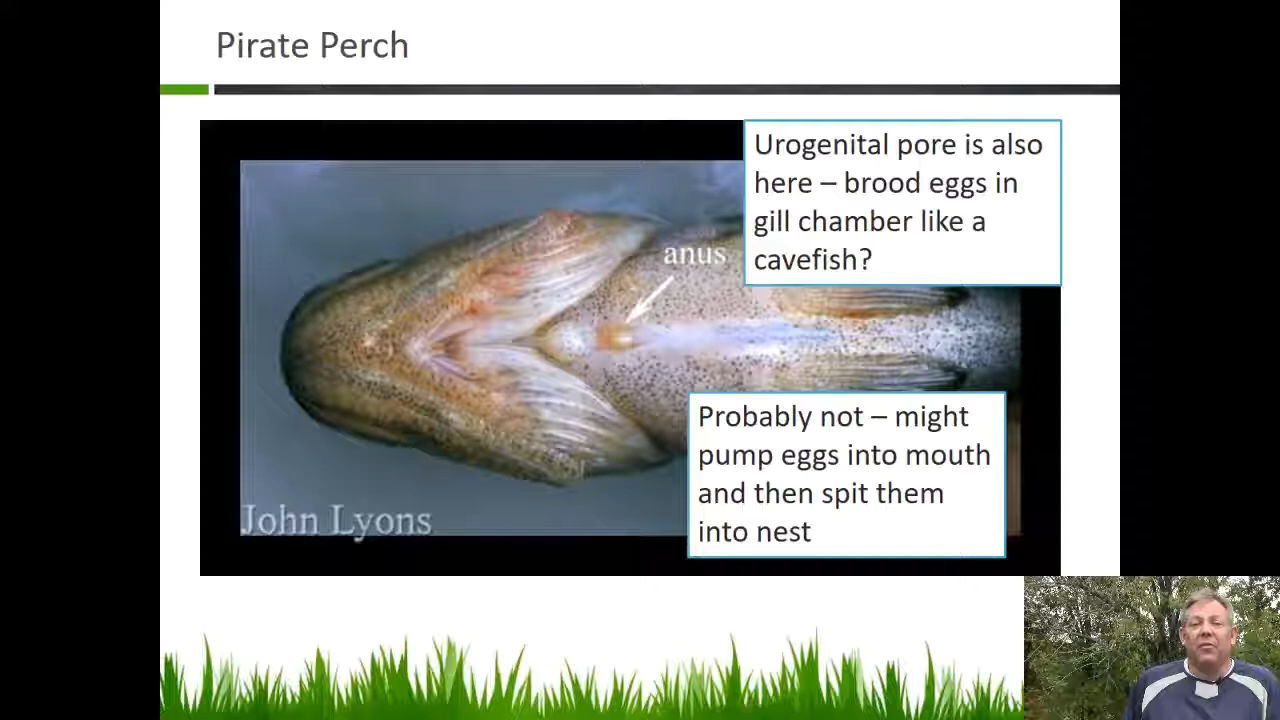 Pirate Perch
Urogenital pore is also
here – brood eggs in
gill chamber like a
cavefish?
anus
Probably not – might
pump eggs into mouth
and then spit them
into nest
John Lyons